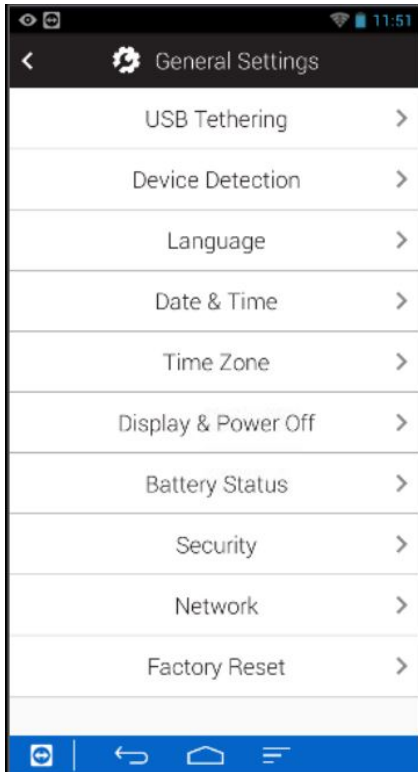 11:51
General Settings
USB Tethering
Device Detection
Language
Date & Time
Time Zone
Display & Power Off
Battery Status
Security
Network
Factory Reset